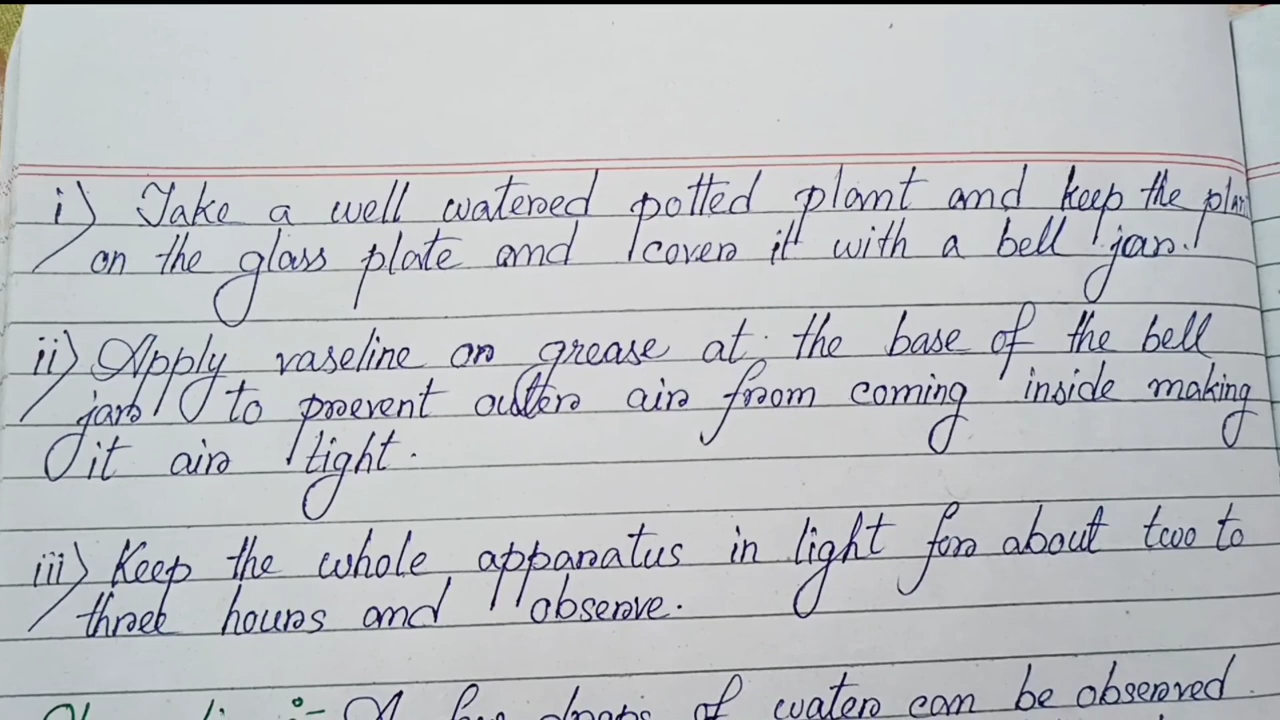 i) Take a well watered potted plant and keep the plant
on the glass plate and cover it with a bell jar.
ii) Apply vaseline or grease at the base of the bell
jar to prevent outer air from coming inside making
it air tight.
iii) Keep the whole apparatus in light for about two to
three hours and observe.
:- A few drops of water can be observed